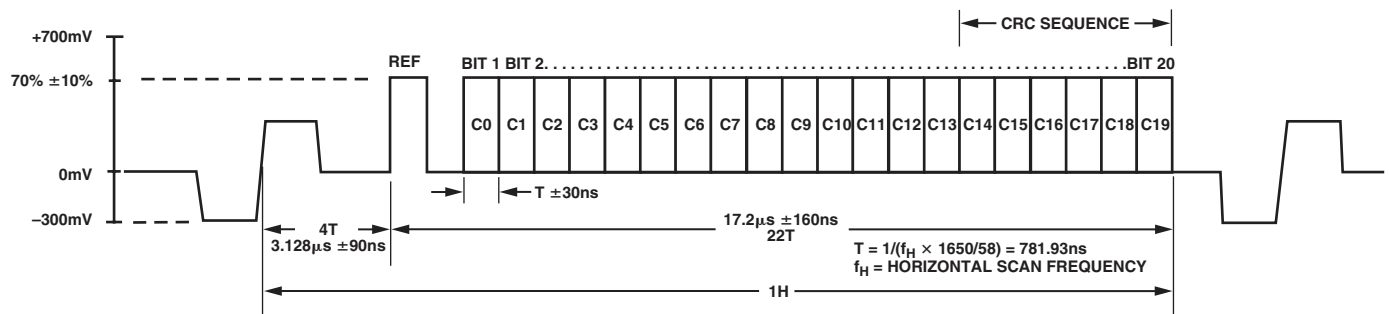 CRC SEQUENCE
+700mV
REF
BIT 1 BIT 2. . . . . . . . . . . . . . . . . . . . . . . . . . . . . . . . . . . . . . . . . . . . . . . . . . . . . . . . . . . .BIT 20
70% ±10%
C0 C1 C2 C3 C4 C5 C6 C7 C8 C9 C10 C11 C12 C13 C14 C15 C16 C17 C18 C19
0mV
T ±30ns
–300mV
4T
3.128μs ±90ns
17.2μs ±160ns
22T
T = 1/(fH × 1650/58) = 781.93ns
fH = HORIZONTAL SCAN FREQUENCY
1H